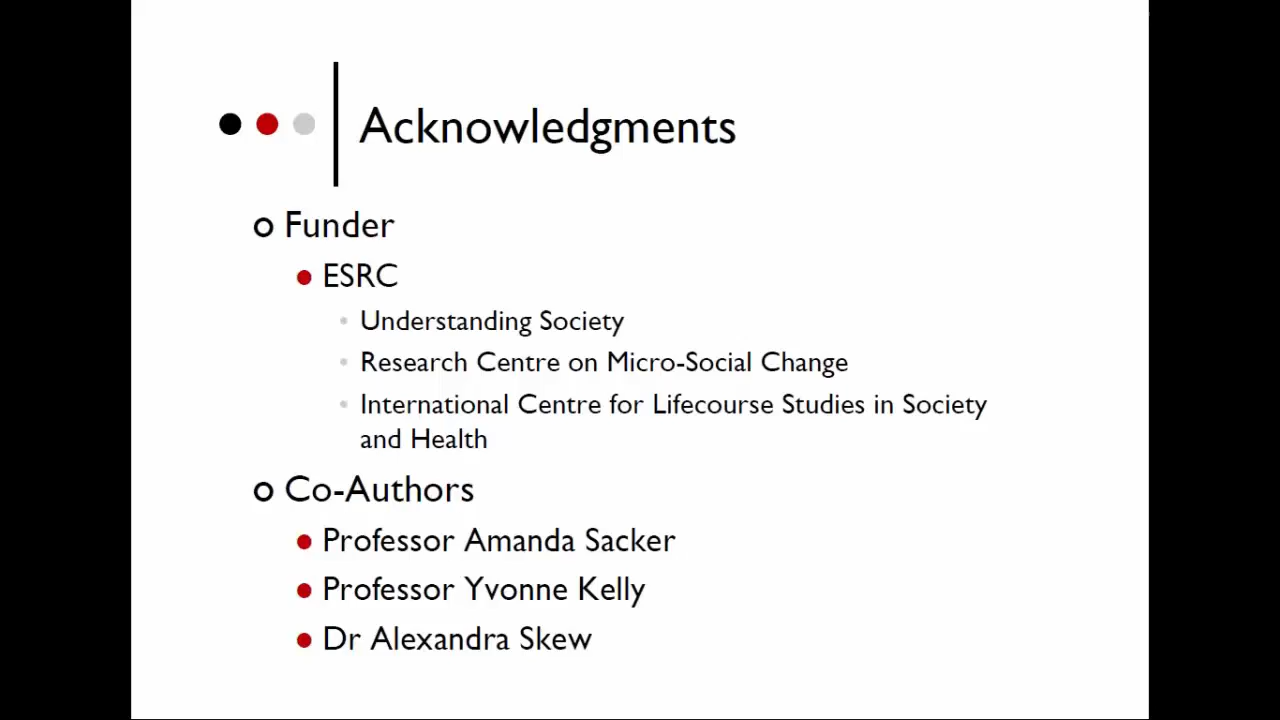 Acknowledgments
Funder
ESRC
Understanding Society
Research Centre on Micro-Social Change
International Centre for Lifecourse Studies in Society
and Health
Co-Authors
Professor Amanda Sacker
Professor Yvonne Kelly
Dr Alexandra Skew